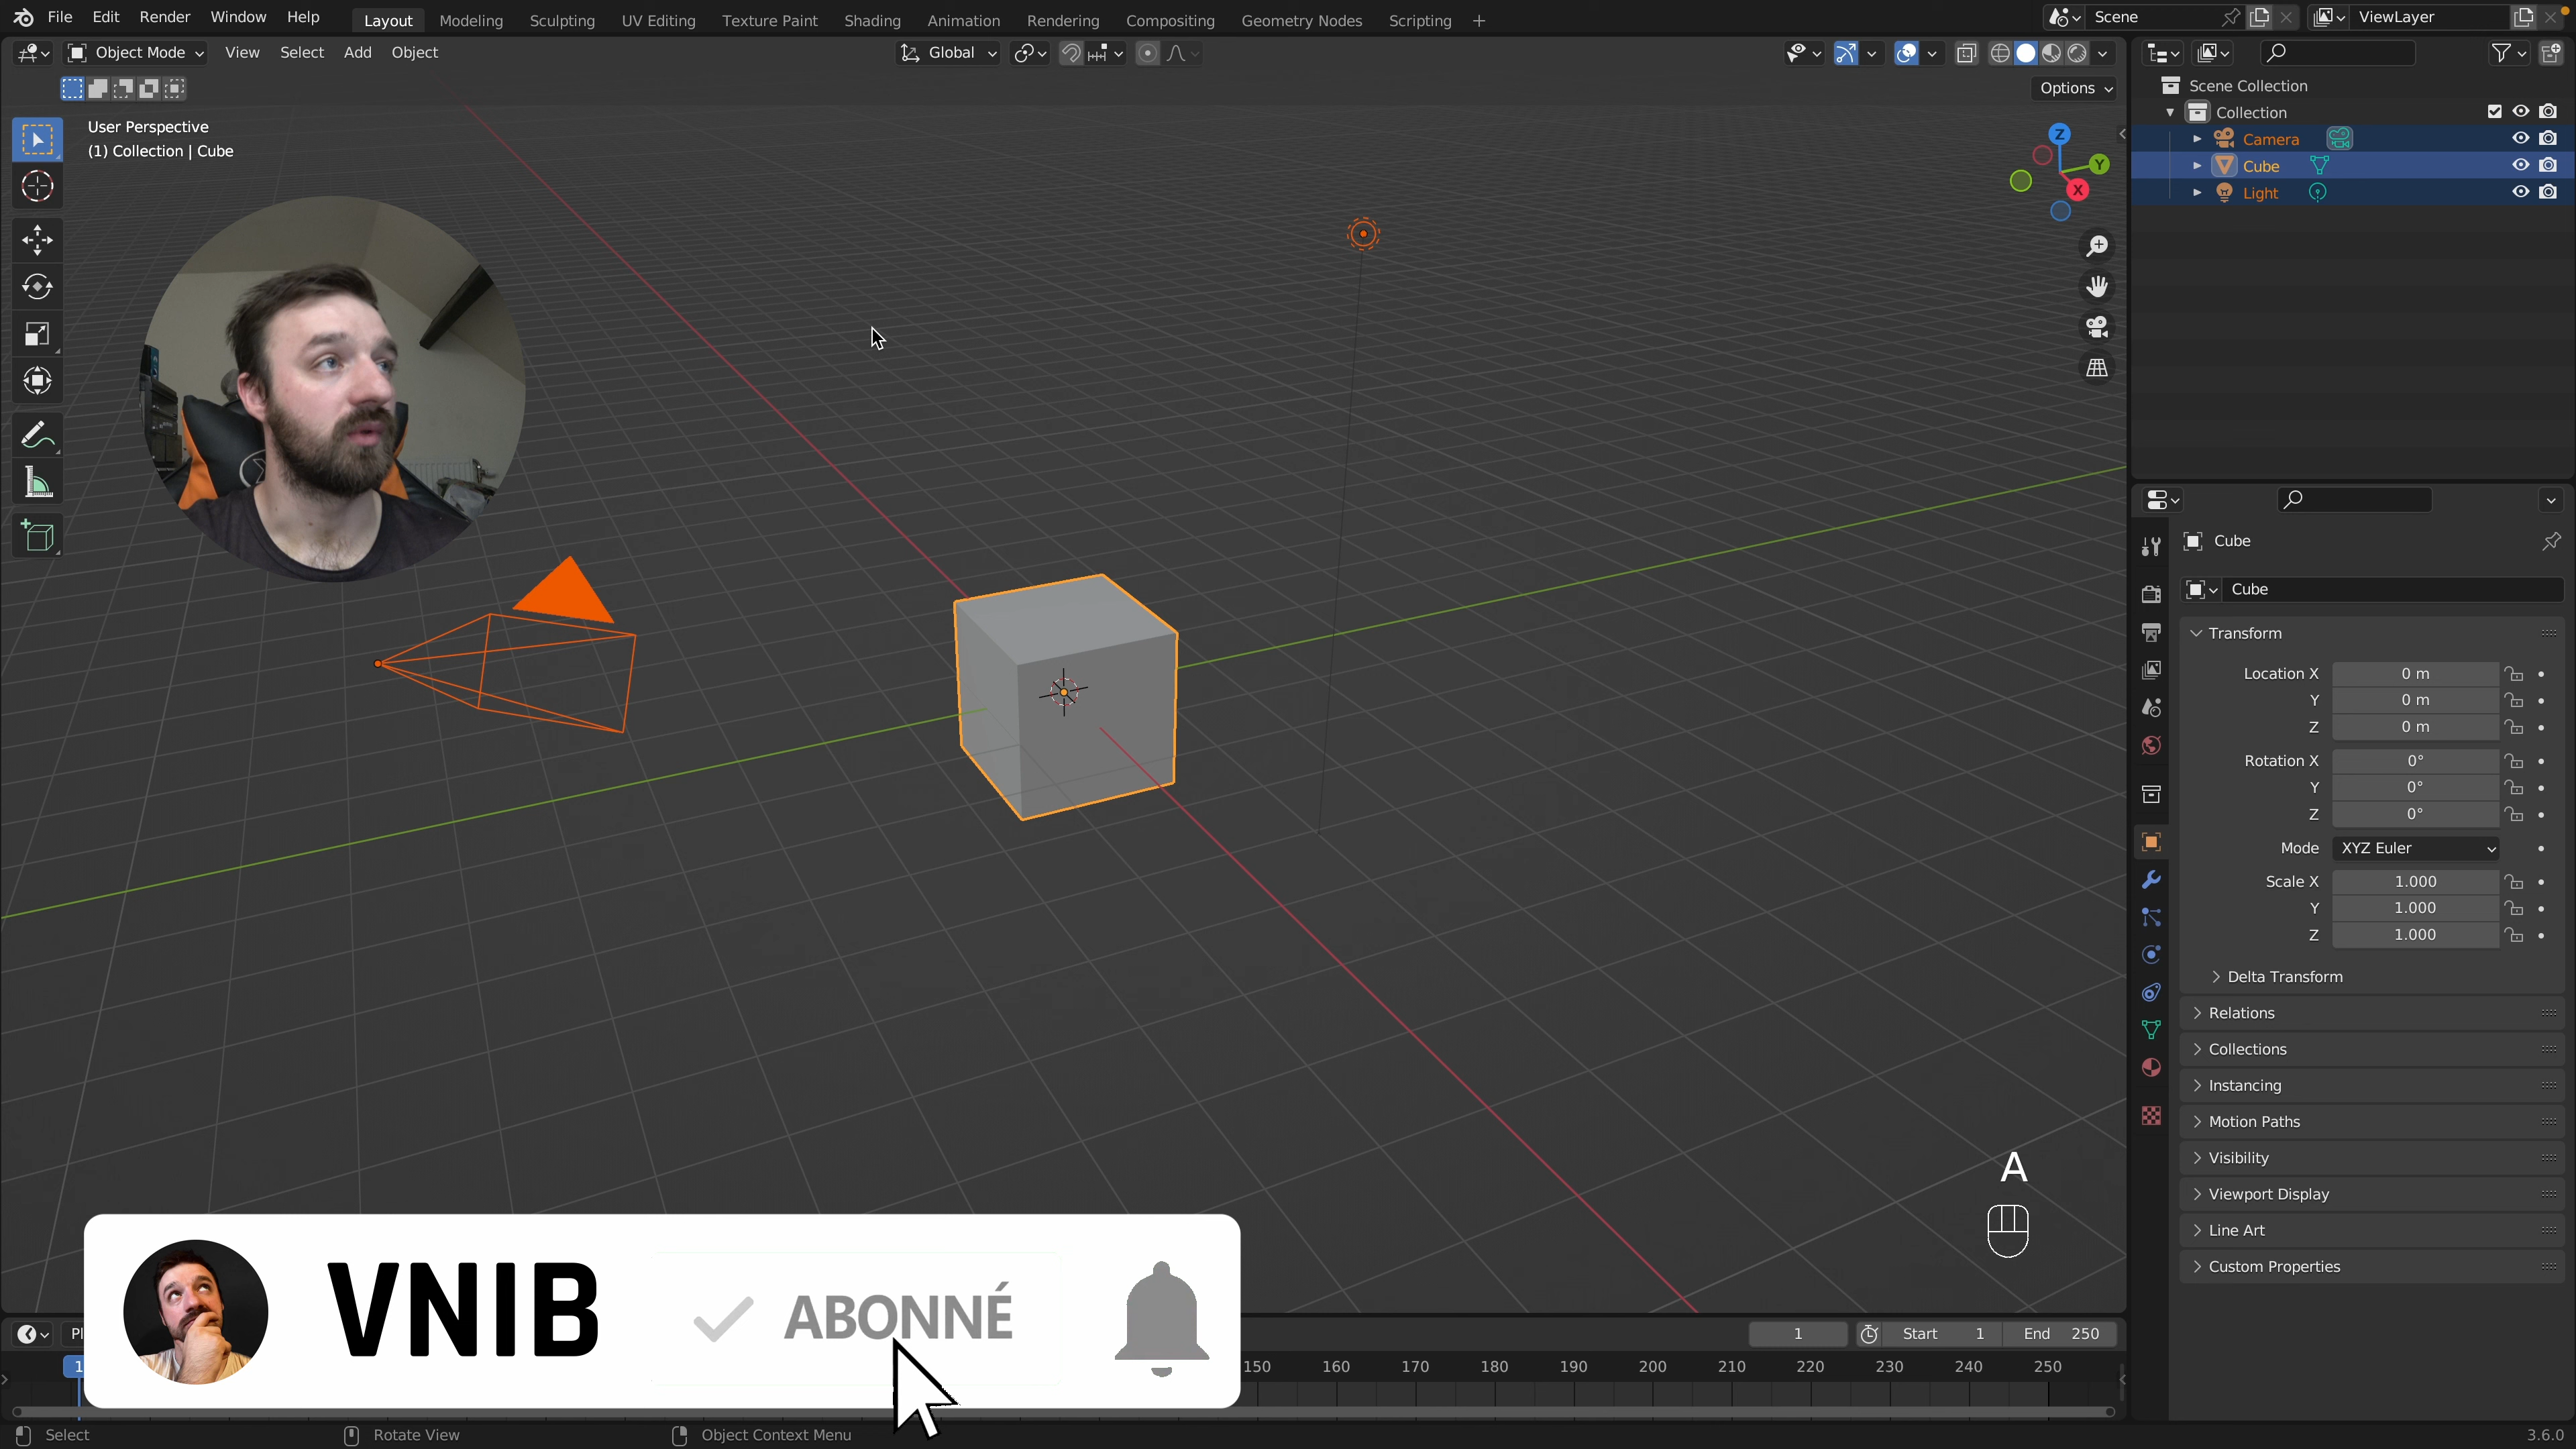 File Edit Render Window Help Layout Modeling Sculpting UV Editing Texture Paint Shading Animation Rendering Compositing Geometry Nodes Scripting + Scene ViewLayer
Object Mode View Select Add Object Global
Options
User Perspective
(1) Collection | Cube
Z
Y
X
Scene Collection
Collection
Camera
Cube
Light
Cube
Cube
Transform
Location X 0 m
Y 0 m
Z 0 m
Rotation X 0°
Y 0°
Z 0°
Mode XYZ Euler
Scale X 1.000
Y 1.000
Z 1.000
Delta Transform
Relations
Collections
Instancing
Motion Paths
Visibility
Viewport Display
Line Art
Custom Properties
A
VNIB ABONNÉ
Pl 1 Start 1 End 250
1 150 160 170 180 190 200 210 220 230 240 250
Select Rotate View Object Context Menu 3.6.0